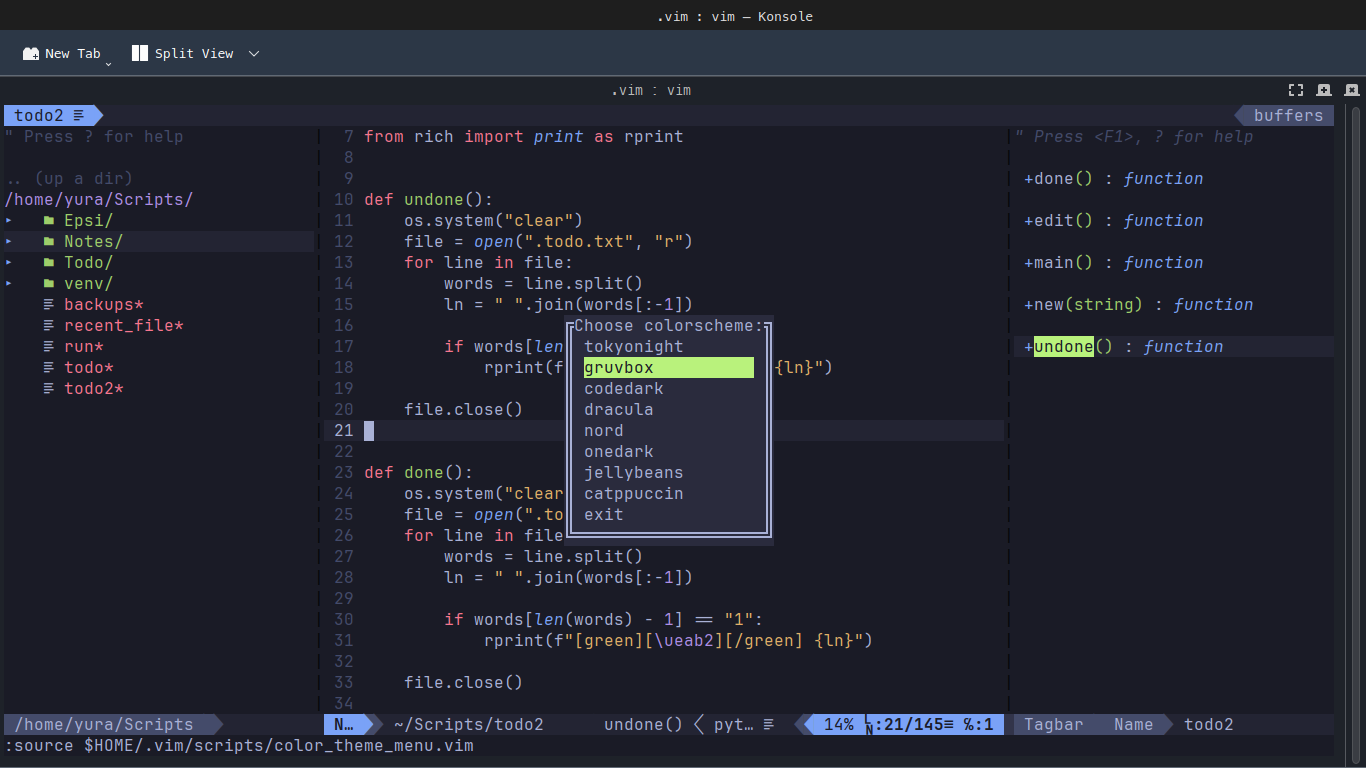 .vim : vim — Konsole
New Tab
Split View
.vim : vim
todo2
buffers
" Press ? for help
.. (up a dir)
/home/yura/Scripts/
▸ Epsi/
▸ Notes/
▸ Todo/
▸ venv/
backups*
recent_file*
run*
todo*
todo2*
7 from rich import print as rprint
8
9
10 def undone():
11 os.system("clear")
12 file = open(".todo.txt", "r")
13 for line in file:
14 words = line.split()
15 ln = " ".join(words[:-1])
16
17 if words[len
18 rprint(f {ln}")
19
20 file.close()
21
22
23 def done():
24 os.system("clear
25 file = open(".to
26 for line in file
27 words = line.split()
28 ln = " ".join(words[:-1])
29
30 if words[len(words) - 1] == "1":
31 rprint(f"[green][\ueab2][/green] {ln}")
32
33 file.close()
34
Choose colorscheme:
tokyonight
gruvbox
codedark
dracula
nord
onedark
jellybeans
catppuccin
exit
" Press <F1>, ? for help
+done() : function
+edit() : function
+main() : function
+new(string) : function
+undone() : function
/home/yura/Scripts
N… ~/Scripts/todo2 undone() pyt… 14% :21/145≡ ℅:1
Tagbar Name todo2
:source $HOME/.vim/scripts/color_theme_menu.vim